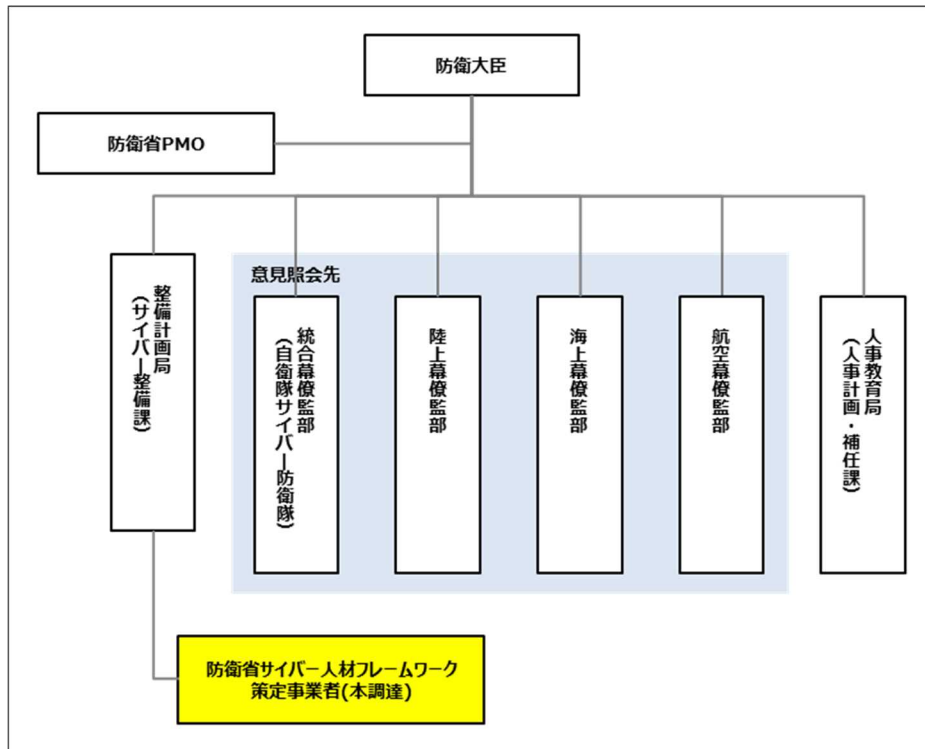 防衛大臣
防衛省PMO
整備計画局
(サイバー整備課)
意見照会先
統合幕僚監部
(自衛隊サイバー防衛隊)
陸上幕僚監部
海上幕僚監部
航空幕僚監部
人事教育局
(人事計画・補任課)
防衛省サイバー人材フレームワーク
策定事業者(本調達)